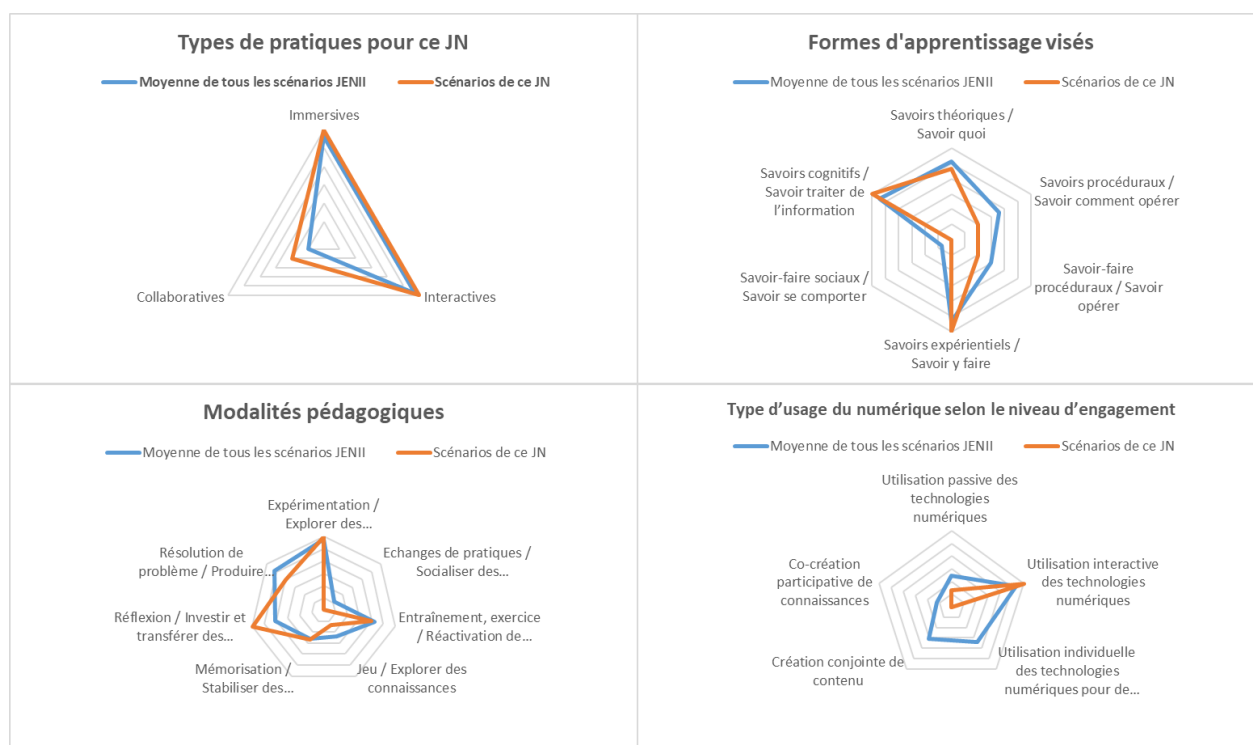 Types de pratiques pour ce JN
Moyenne de tous les scénarios JENII
Scénarios de ce JN
Immersives
Collaboratives
Interactives
Formes d'apprentissage visés
Moyenne de tous les scénarios JENII
Scénarios de ce JN
Savoirs théoriques /
Savoir quoi
Savoirs cognitifs /
Savoir traiter de
l'information
Savoirs procéduraux /
Savoir comment opérer
Savoir-faire sociaux /
Savoir se comporter
Savoir-faire
procéduraux / Savoir
opérer
Savoirs expérientiels /
Savoir y faire
Modalités pédagogiques
Moyenne de tous les scénarios JENII
Scénarios de ce JN
Expérimentation /
Explorer des...
Résolution de
problème / Produire...
Echanges de pratiques /
Socialiser des...
Réflexion / Investir et
transférer des...
Entraînement, exercice
/ Réactivation de...
Mémorisation /
Stabiliser des...
Jeu / Explorer des
connaissances
Type d’usage du numérique selon le niveau d’engagement
Moyenne de tous les scénarios JENII
Scénarios de ce JN
Utilisation passive des
technologies
numériques
Co-création
participative de
connaissances
Utilisation interactive
des technologies
numériques
Création conjointe de
contenu
Utilisation individuelle
des technologies
numériques pour de...